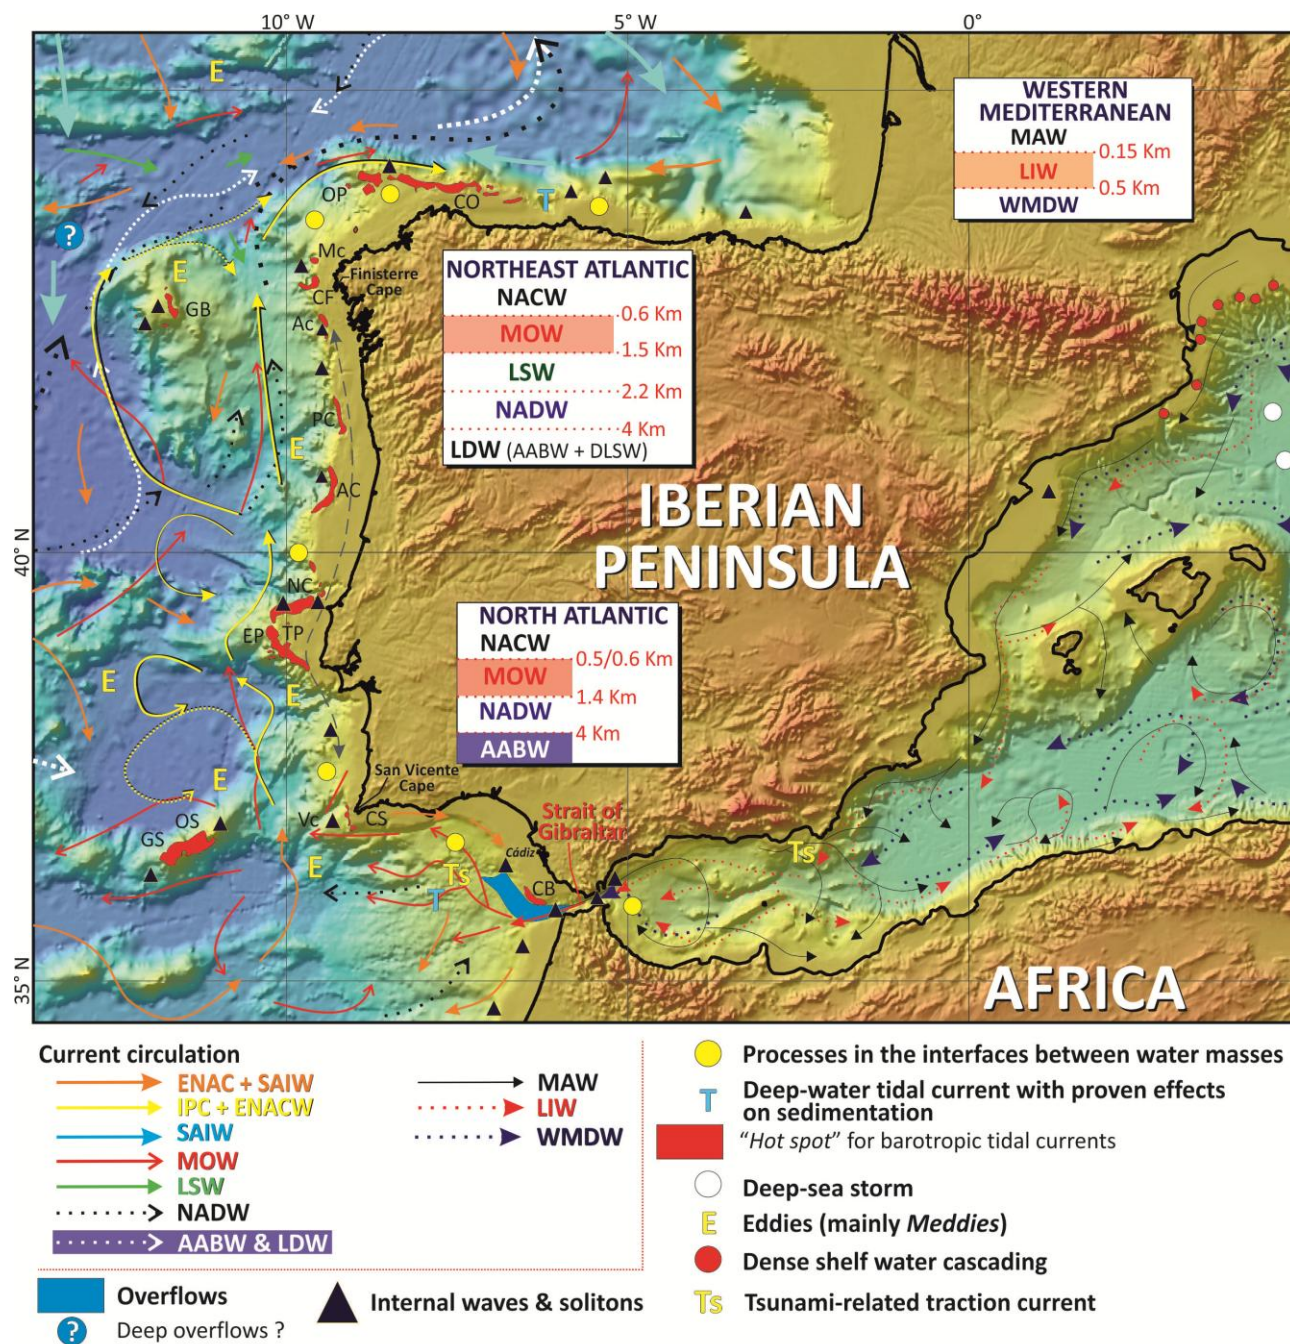 10° W
5° W
0°
E
WESTERN
MEDITERRANEAN
MAW
0.15 Km
LIW
0.5 Km
WMDW
OP
CO
T
?
Mc
Finisterre
Cape
E
GB
CF
Ac
NORTHEAST ATLANTIC
NACW
0.6 Km
MOW
1.5 Km
LSW
2.2 Km
NADW
4 Km
LDW (AABW + DLSW)
PC
E
AC
IBERIAN
PENINSULA
40° N
NC
EP
TP
E
E
NORTH ATLANTIC
NACW
0.5/0.6 Km
MOW
1.4 Km
NADW
4 Km
AABW
San Vicente
Cape
E
OS
GS
Vc
CS
Strait of
Gibraltar
Cádiz
E
Ts
T
CB
Ts
35° N
AFRICA
Current circulation
ENAC + SAIW
IPC + ENACW
SAIW
MOW
LSW
NADW
AABW & LDW
MAW
LIW
WMDW
Overflows
? Deep overflows ?
Internal waves & solitons
Processes in the interfaces between water masses
T Deep-water tidal current with proven effects
on sedimentation
"Hot spot" for barotropic tidal currents
Deep-sea storm
E Eddies (mainly Meddies)
Dense shelf water cascading
Ts Tsunami-related traction current